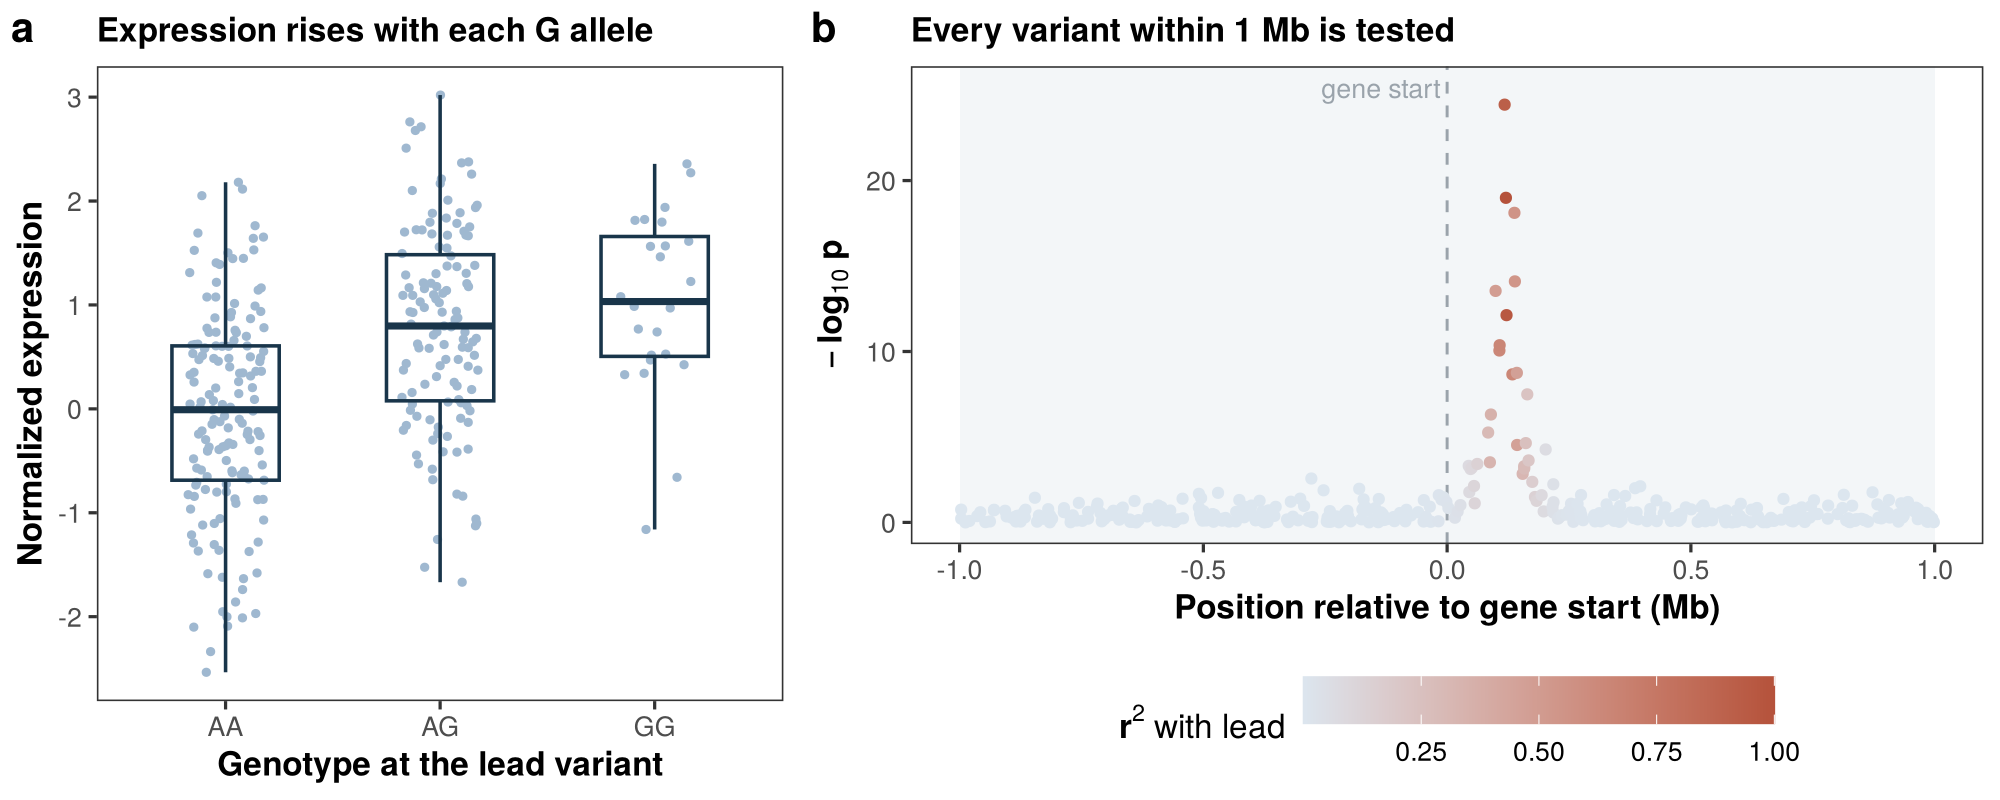 a
Expression rises with each G allele
Normalized expression
3
2
1
0
-1
-2
AA
AG
GG
Genotype at the lead variant
b
Every variant within 1 Mb is tested
gene start
− log10 p
20
10
0
-1.0
-0.5
0.0
0.5
1.0
Position relative to gene start (Mb)
r² with lead
0.25
0.50
0.75
1.00